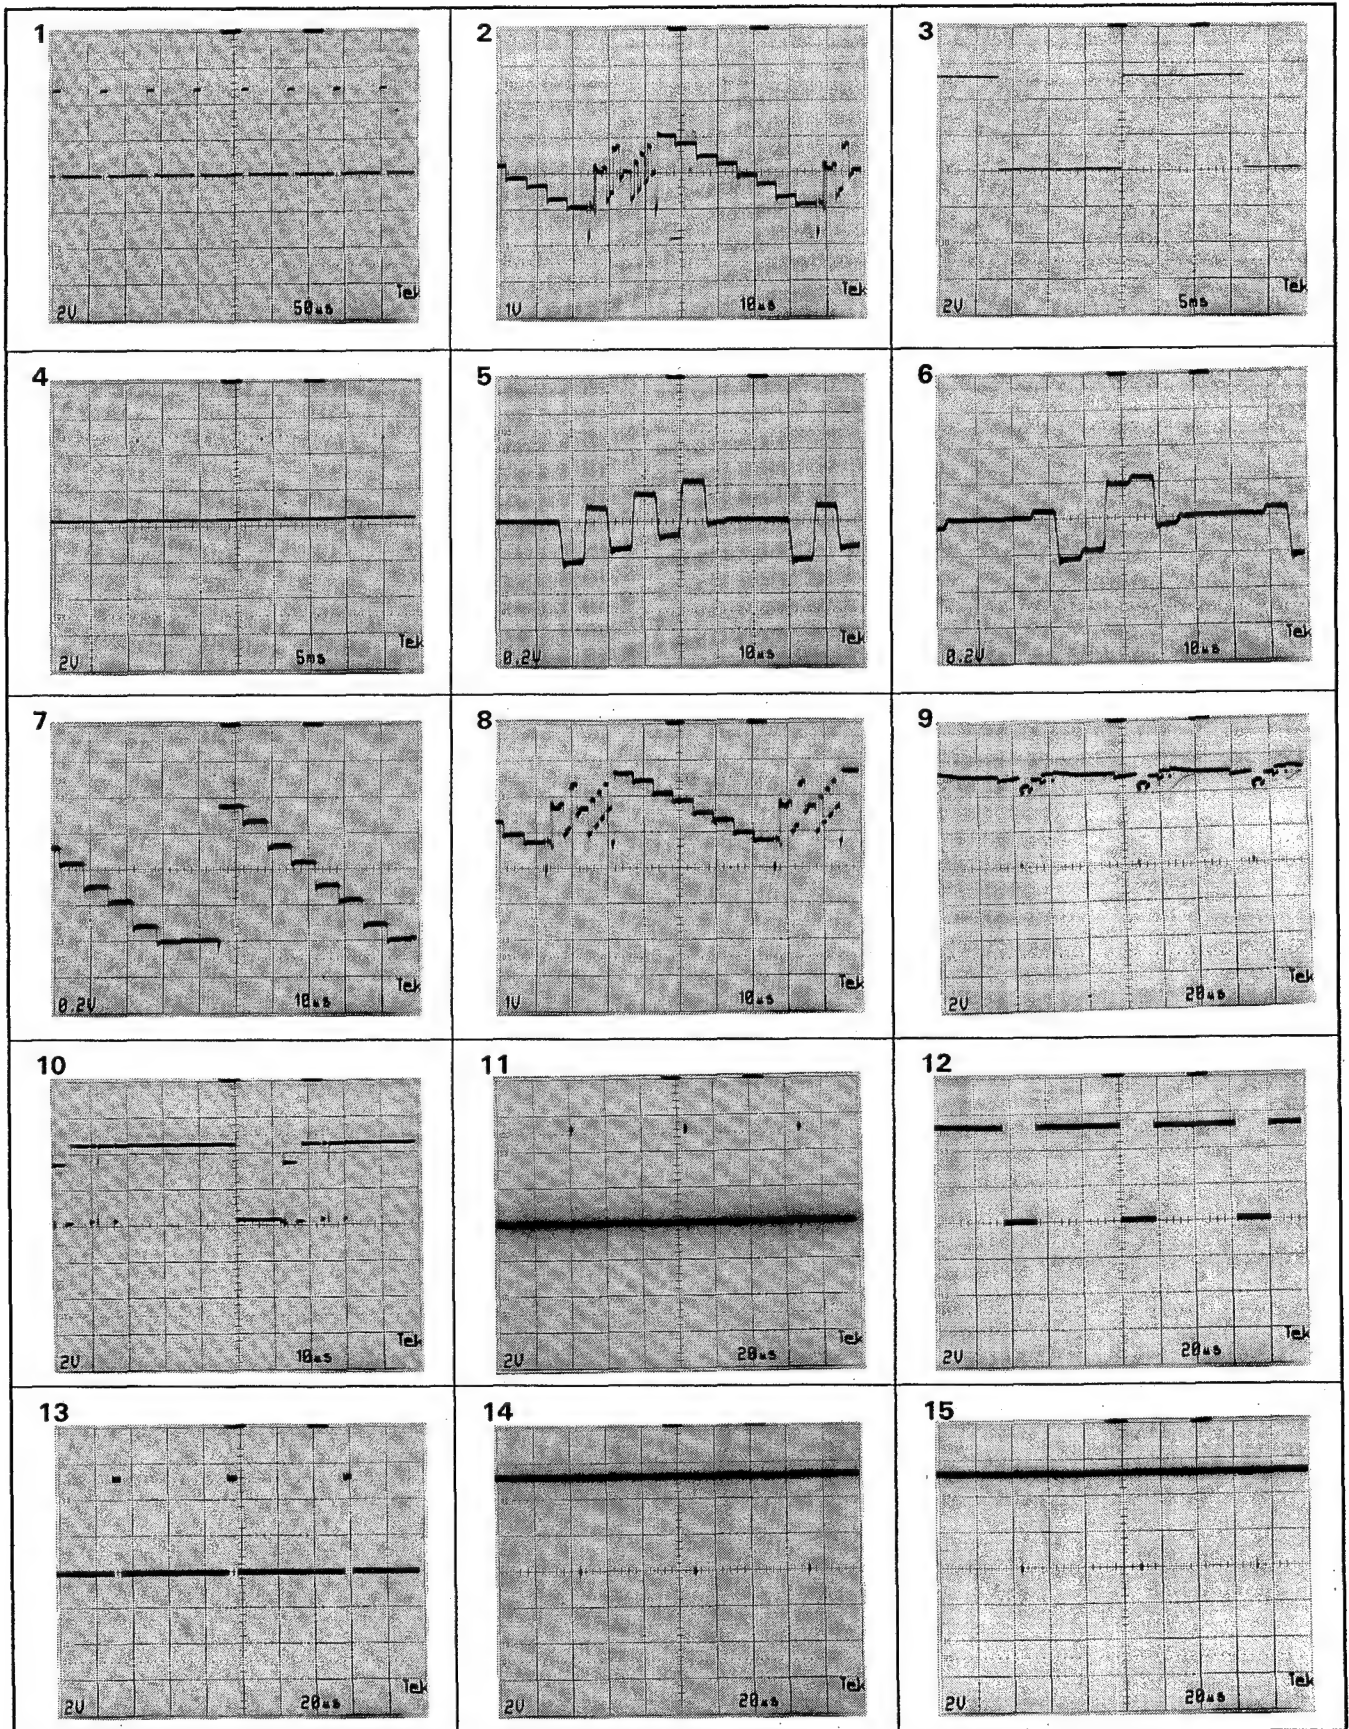 1
2V 50µs Tek
2
1V 10µs Tek
3
2V 5ms Tek
4
2V 5ms Tek
5
0.2V 10µs Tek
6
0.2V 10µs Tek
7
0.2V 10µs Tek
8
1V 10µs Tek
9
2V 20µs
10
2V 10µs Tek
11
2V 20µs Tek
12
2V 20µs Tek
13
2V 20µs Tek
14
2V 20µs Tek
15
2V 20µs Tek